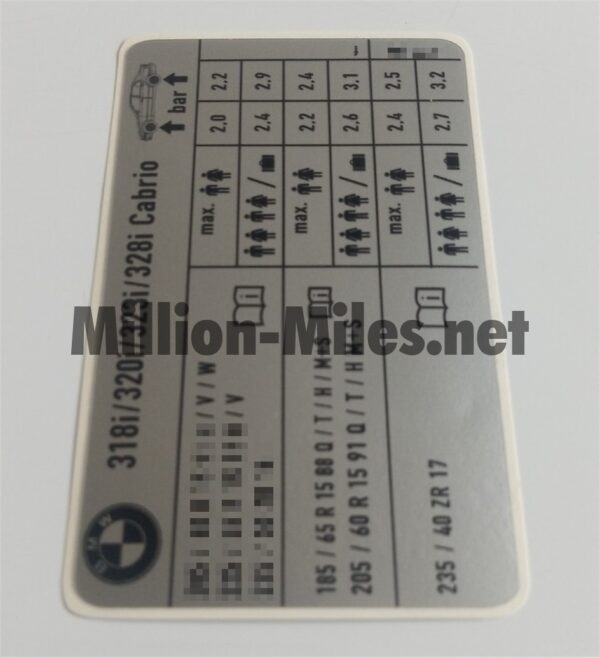 BMW
318i/320i/323i/328i Cabrio bar
/ V / W max. 2.0 2.2
/ V / 2.4 2.9
185 / 65 R 15 88 Q / T / H / M+S max. 2.2 2.4
205 / 60 R 15 91 Q / T / H M+S / 2.6 3.1
max. 2.4 2.5
235 / 40 ZR 17 / 2.7 3.2
Million-Miles.net